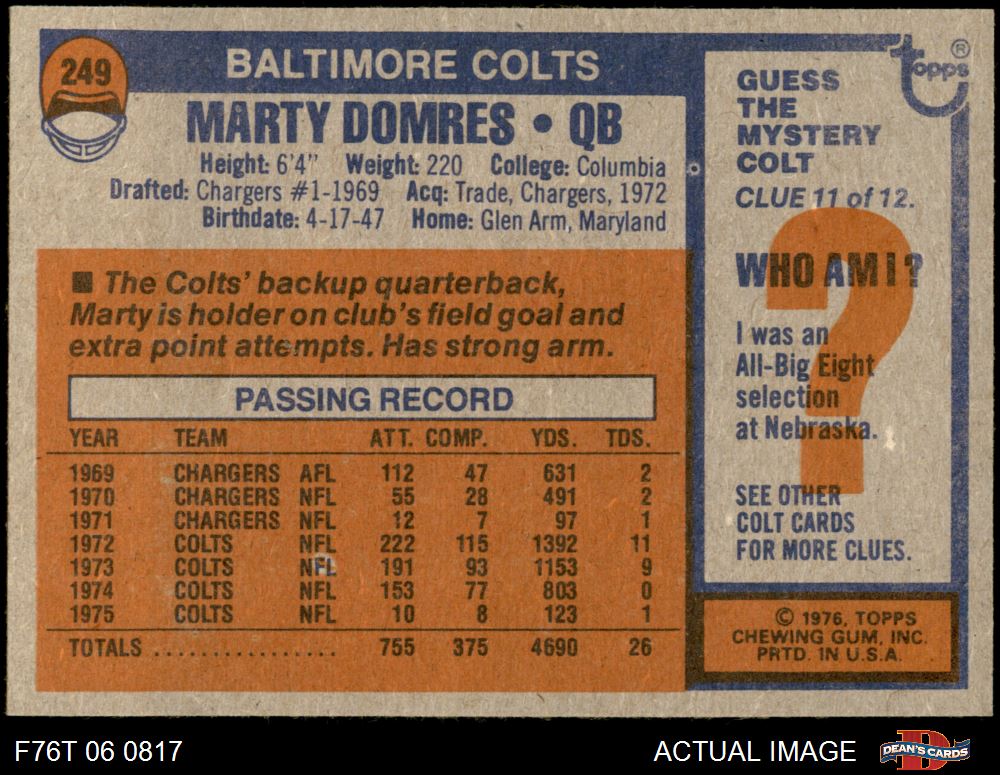 249
BALTIMORE COLTS
MARTY DOMRES • QB
Height: 6'4" Weight: 220 College: Columbia
Drafted: Chargers #1-1969 Acq: Trade, Chargers, 1972
Birthdate: 4-17-47 Home: Glen Arm, Maryland
■ The Colts' backup quarterback,
Marty is holder on club's field goal and
extra point attempts. Has strong arm.
PASSING RECORD
YEAR TEAM ATT. COMP. YDS. TDS.
1969 CHARGERS AFL 112 47 631 2
1970 CHARGERS NFL 55 28 491 2
1971 CHARGERS NFL 12 7 97 1
1972 COLTS NFL 222 115 1392 11
1973 COLTS NFL 191 93 1153 9
1974 COLTS NFL 153 77 803 0
1975 COLTS NFL 10 8 123 1
TOTALS ................ 755 375 4690 26
topps ®
GUESS
THE
MYSTERY
COLT
CLUE 11 of 12.
WHO AM I ?
I was an
All-Big Eight
selection
at Nebraska.
SEE OTHER
COLT CARDS
FOR MORE CLUES.
© 1976, TOPPS
CHEWING GUM, INC.
PRTD. IN U.S.A.
F76T 06 0817
ACTUAL IMAGE
D
DEAN'S CARDS